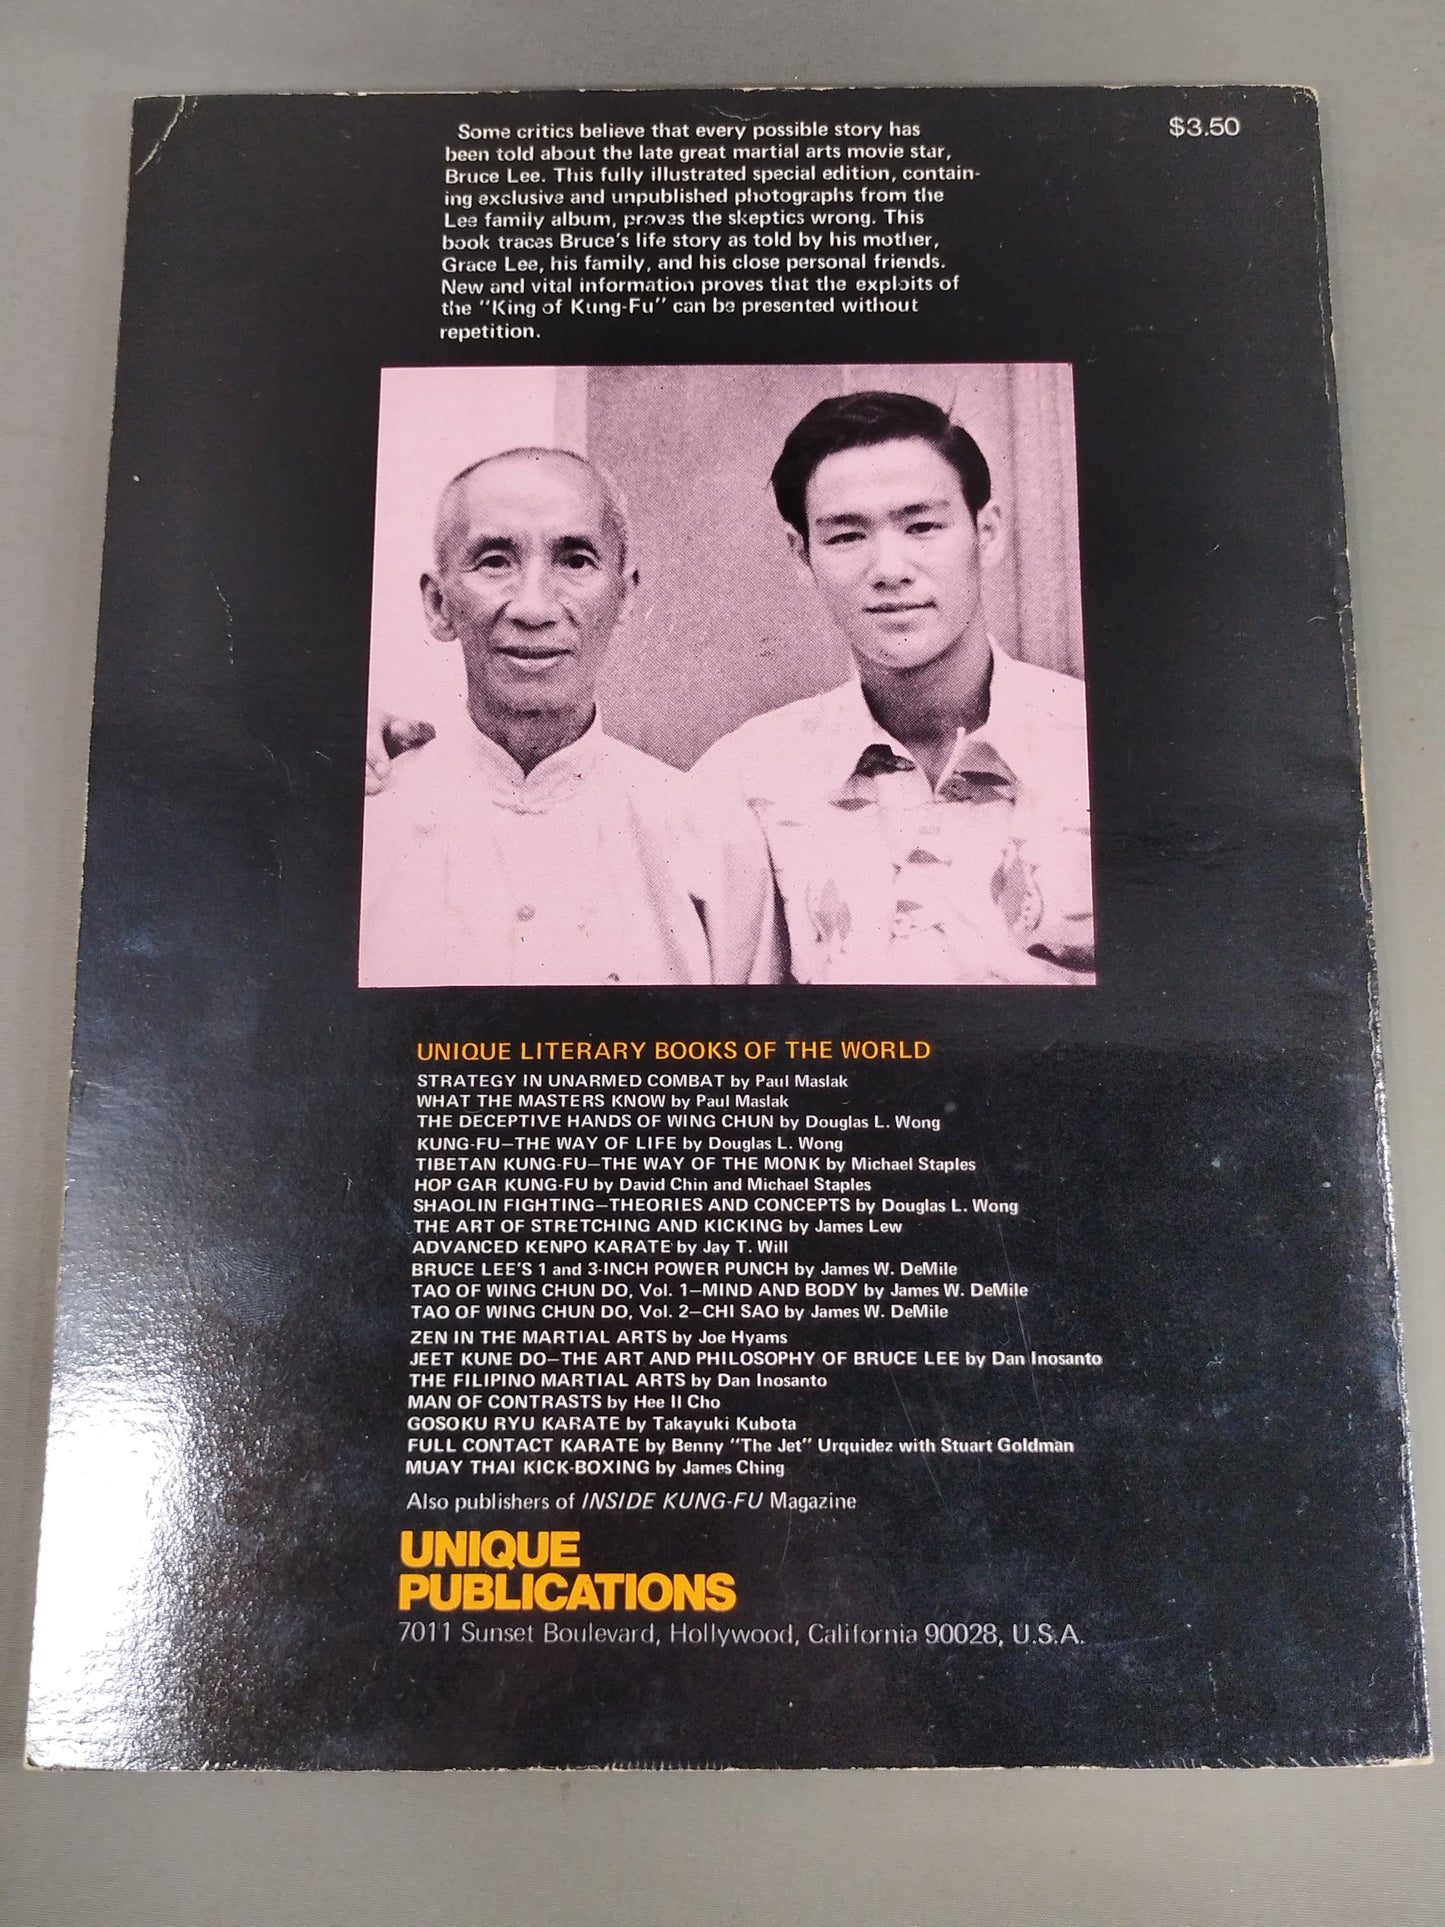 $3.50
Some critics believe that every possible story has
been told about the late great martial arts movie star,
Bruce Lee. This fully illustrated special edition, contain-
ing exclusive and unpublished photographs from the
Lee family album, proves the skeptics wrong. This
book traces Bruce's life story as told by his mother,
Grace Lee, his family, and his close personal friends.
New and vital information proves that the exploits of
the "King of Kung-Fu" can be presented without
repetition.
UNIQUE LITERARY BOOKS OF THE WORLD
STRATEGY IN UNARMED COMBAT by Paul Maslak
WHAT THE MASTERS KNOW by Paul Maslak
THE DECEPTIVE HANDS OF WING CHUN by Douglas L. Wong
KUNG-FU—THE WAY OF LIFE by Douglas L. Wong
TIBETAN KUNG-FU—THE WAY OF THE MONK by Michael Staples
HOP GAR KUNG-FU by David Chin and Michael Staples
SHAOLIN FIGHTING—THEORIES AND CONCEPTS by Douglas L. Wong
THE ART OF STRETCHING AND KICKING by James Lew
ADVANCED KENPO KARATE by Jay T. Will
BRUCE LEE'S 1 and 3-INCH POWER PUNCH by James W. DeMile
TAO OF WING CHUN DO, Vol. 1—MIND AND BODY by James W. DeMile
TAO OF WING CHUN DO, Vol. 2—CHI SAO by James W. DeMile
ZEN IN THE MARTIAL ARTS by Joe Hyams
JEET KUNE DO—THE ART AND PHILOSOPHY OF BRUCE LEE by Dan Inosanto
THE FILIPINO MARTIAL ARTS by Dan Inosanto
MAN OF CONTRASTS by Hee Il Cho
GOSOKU RYU KARATE by Takayuki Kubota
FULL CONTACT KARATE by Benny "The Jet" Urquidez with Stuart Goldman
MUAY THAI KICK-BOXING by James Ching
Also publishers of INSIDE KUNG-FU Magazine
UNIQUE
PUBLICATIONS
7011 Sunset Boulevard, Hollywood, California 90028, U.S.A.